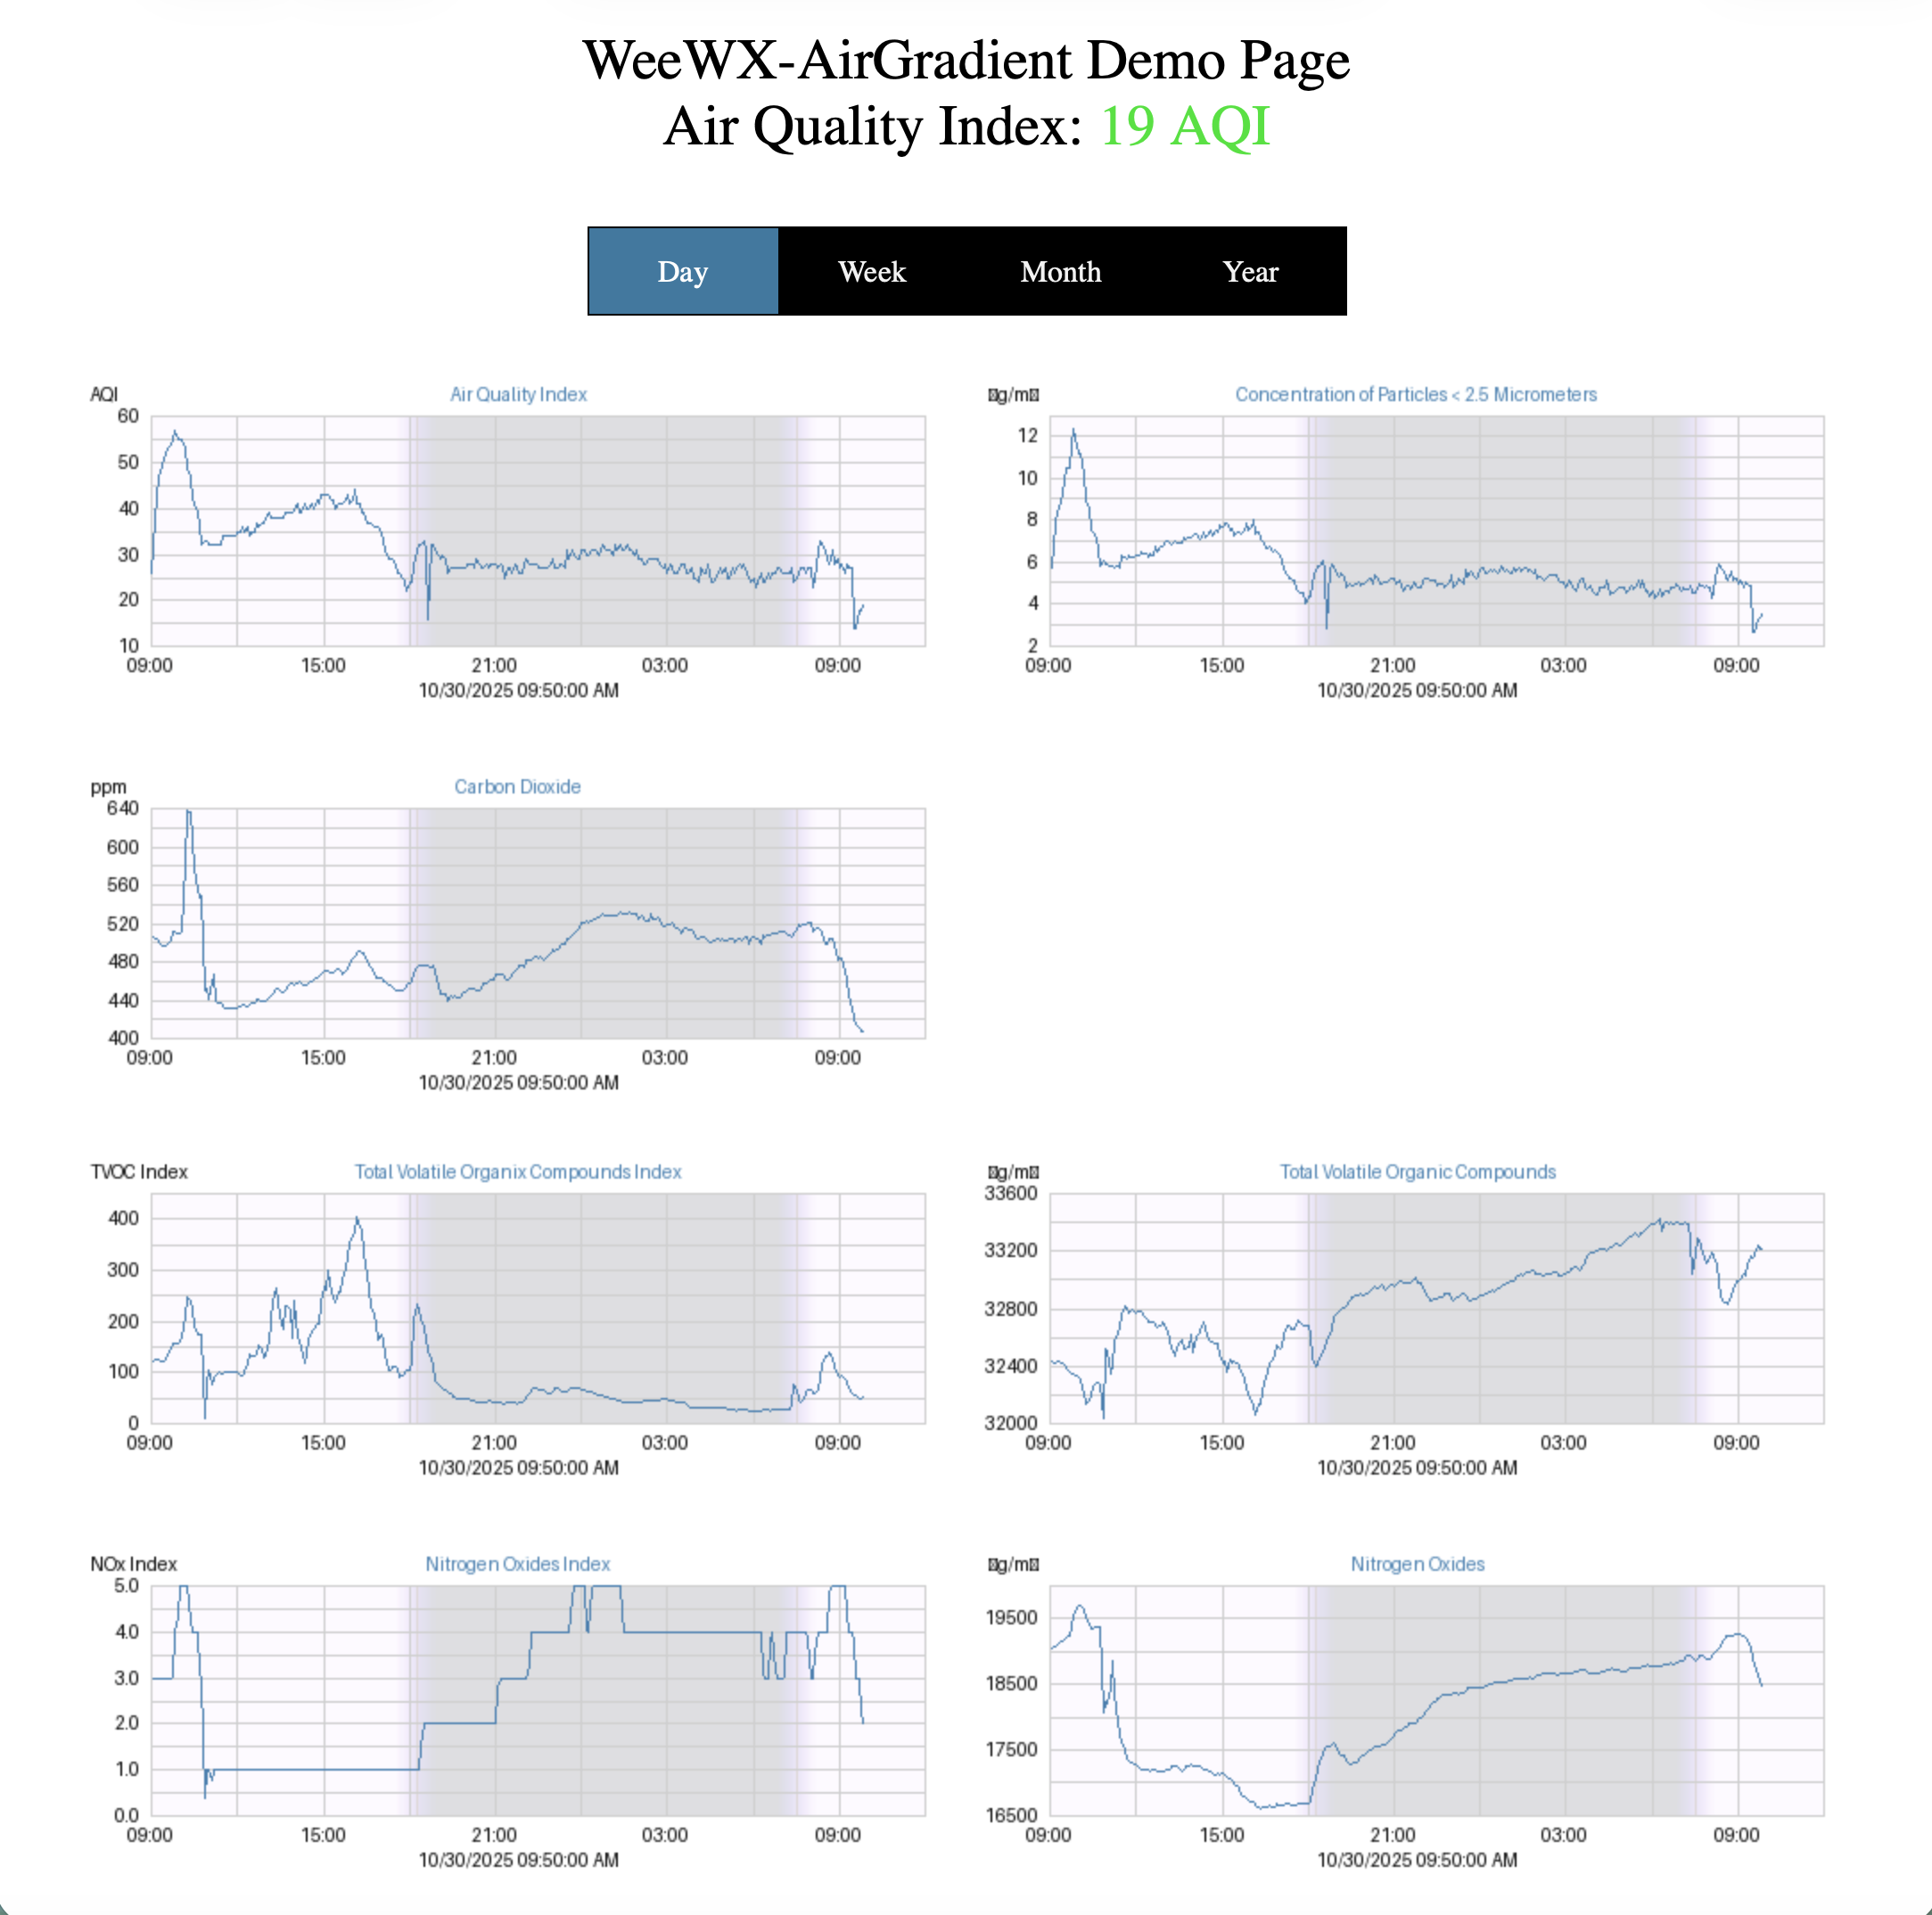 WeeWX-AirGradient Demo Page
Air Quality Index: 19 AQI
Day Week Month Year
AQI Air Quality Index
60
50
40
30
20
10
09:00 15:00 21:00 03:00 09:00
10/30/2025 09:50:00 AM
▯g/m▯ Concentration of Particles < 2.5 Micrometers
12
10
8
6
4
2
09:00 15:00 21:00 03:00 09:00
10/30/2025 09:50:00 AM
ppm Carbon Dioxide
640
600
560
520
480
440
400
09:00 15:00 21:00 03:00 09:00
10/30/2025 09:50:00 AM
TVOC Index Total Volatile Organix Compounds Index
400
300
200
100
0
09:00 15:00 21:00 03:00 09:00
10/30/2025 09:50:00 AM
▯g/m▯ Total Volatile Organic Compounds
33600
33200
32800
32400
32000
09:00 15:00 21:00 03:00 09:00
10/30/2025 09:50:00 AM
NOx Index Nitrogen Oxides Index
5.0
4.0
3.0
2.0
1.0
0.0
09:00 15:00 21:00 03:00 09:00
10/30/2025 09:50:00 AM
▯g/m▯ Nitrogen Oxides
19500
18500
17500
16500
09:00 15:00 21:00 03:00 09:00
10/30/2025 09:50:00 AM